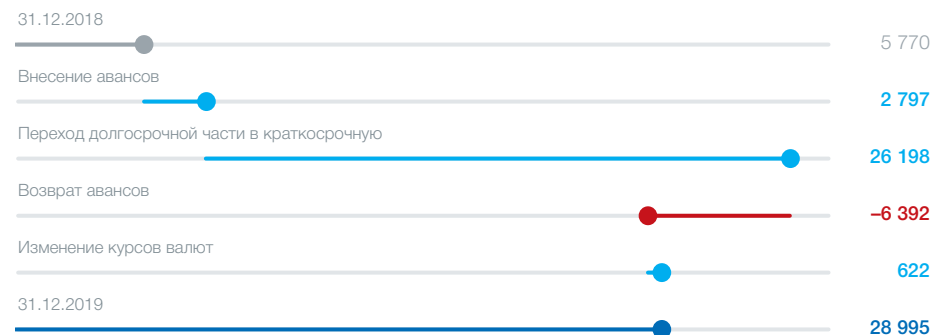 31.12.2018
5 770
Внесение авансов
2 797
Переход долгосрочной части в краткосрочную
26 198
Возврат авансов
–6 392
Изменение курсов валют
622
31.12.2019
28 995